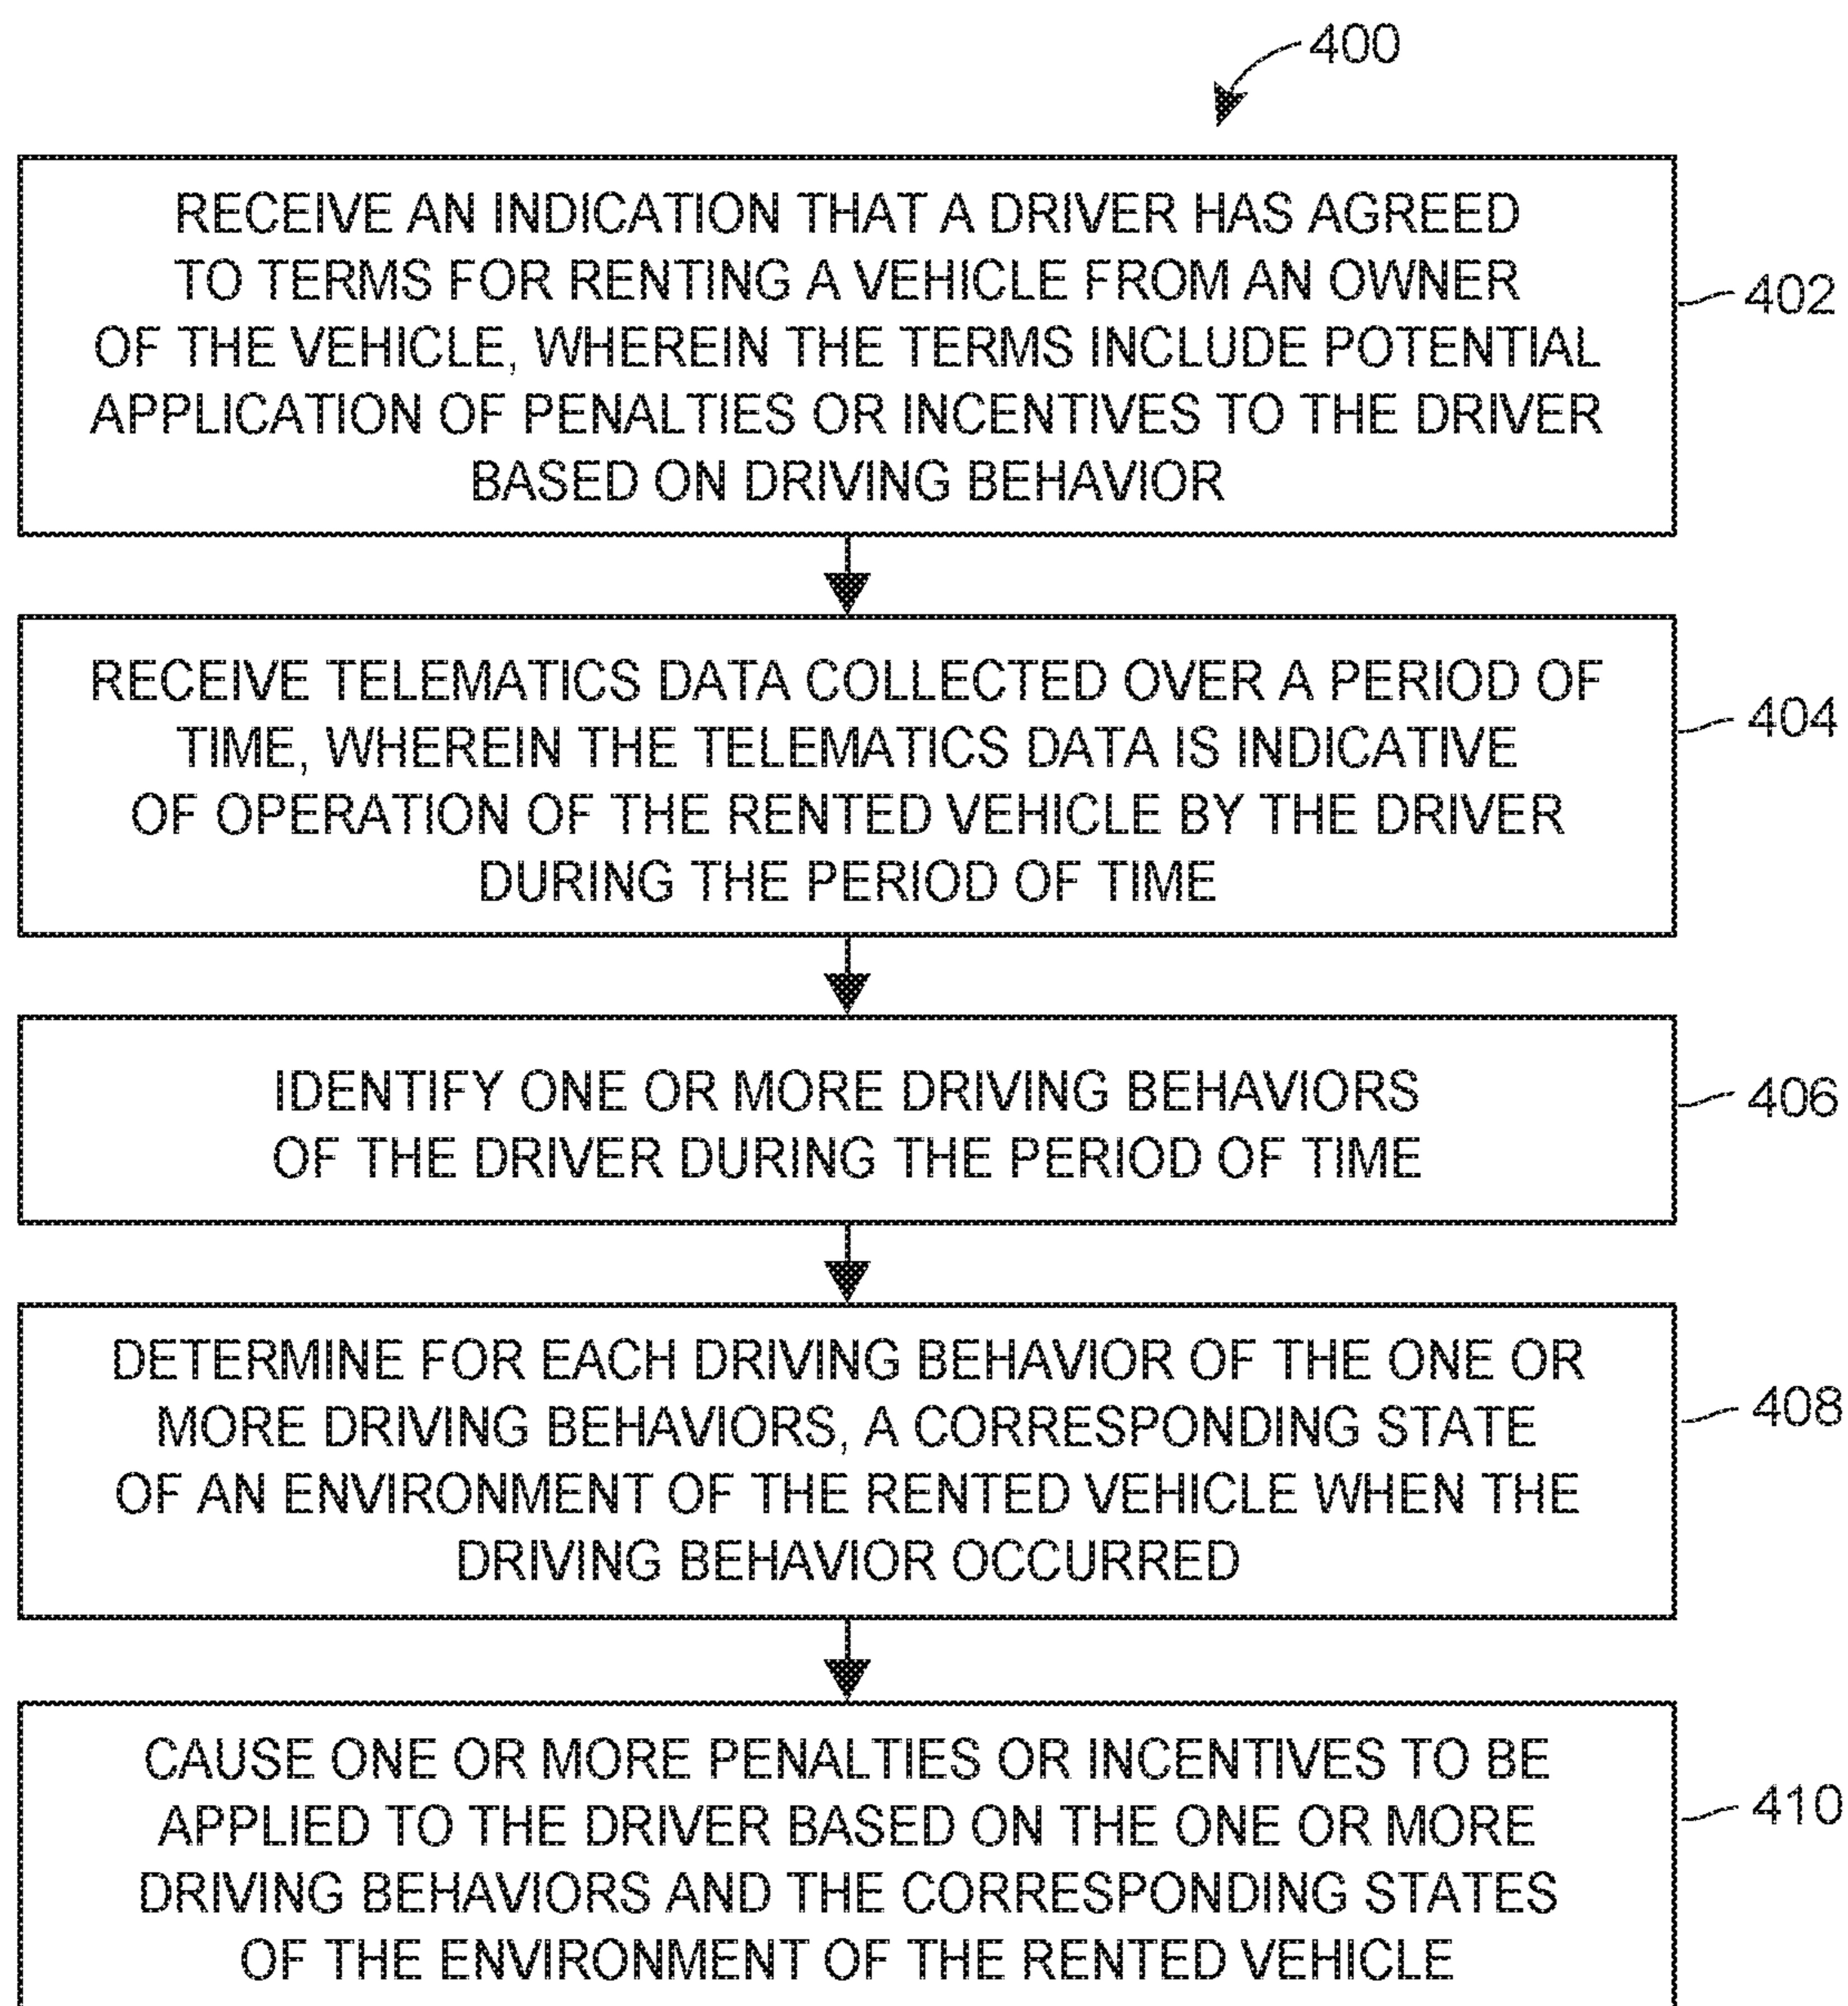 400
RECEIVE AN INDICATION THAT A DRIVER HAS AGREED
TO TERMS FOR RENTING A VEHICLE FROM AN OWNER
OF THE VEHICLE, WHEREIN THE TERMS INCLUDE POTENTIAL
APPLICATION OF PENALTIES OR INCENTIVES TO THE DRIVER
BASED ON DRIVING BEHAVIOR
402
RECEIVE TELEMATICS DATA COLLECTED OVER A PERIOD OF
TIME, WHEREIN THE TELEMATICS DATA IS INDICATIVE
OF OPERATION OF THE RENTED VEHICLE BY THE DRIVER
DURING THE PERIOD OF TIME
404
IDENTIFY ONE OR MORE DRIVING BEHAVIORS
OF THE DRIVER DURING THE PERIOD OF TIME
406
DETERMINE FOR EACH DRIVING BEHAVIOR OF THE ONE OR
MORE DRIVING BEHAVIORS, A CORRESPONDING STATE
OF AN ENVIRONMENT OF THE RENTED VEHICLE WHEN THE
DRIVING BEHAVIOR OCCURRED
408
CAUSE ONE OR MORE PENALTIES OR INCENTIVES TO BE
APPLIED TO THE DRIVER BASED ON THE ONE OR MORE
DRIVING BEHAVIORS AND THE CORRESPONDING STATES
OF THE ENVIRONMENT OF THE RENTED VEHICLE
410